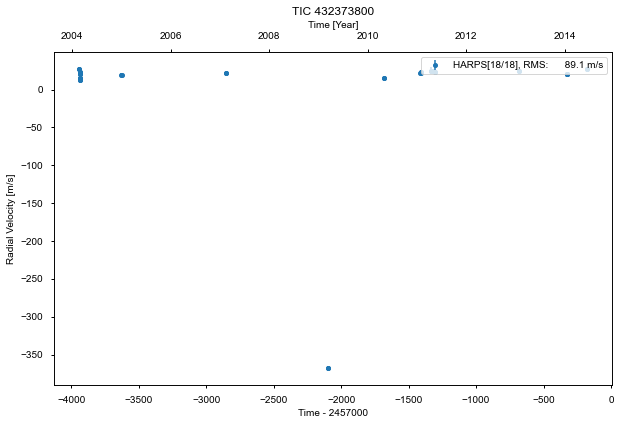 TIC 432373800
Time [Year]
2004 2006 2008 2010 2012 2014
HARPS[18/18], RMS: 89.1 m/s
Radial Velocity [m/s]
0
−50
−100
−150
−200
−250
−300
−350
−4000 −3500 −3000 −2500 −2000 −1500 −1000 −500 0
Time - 2457000